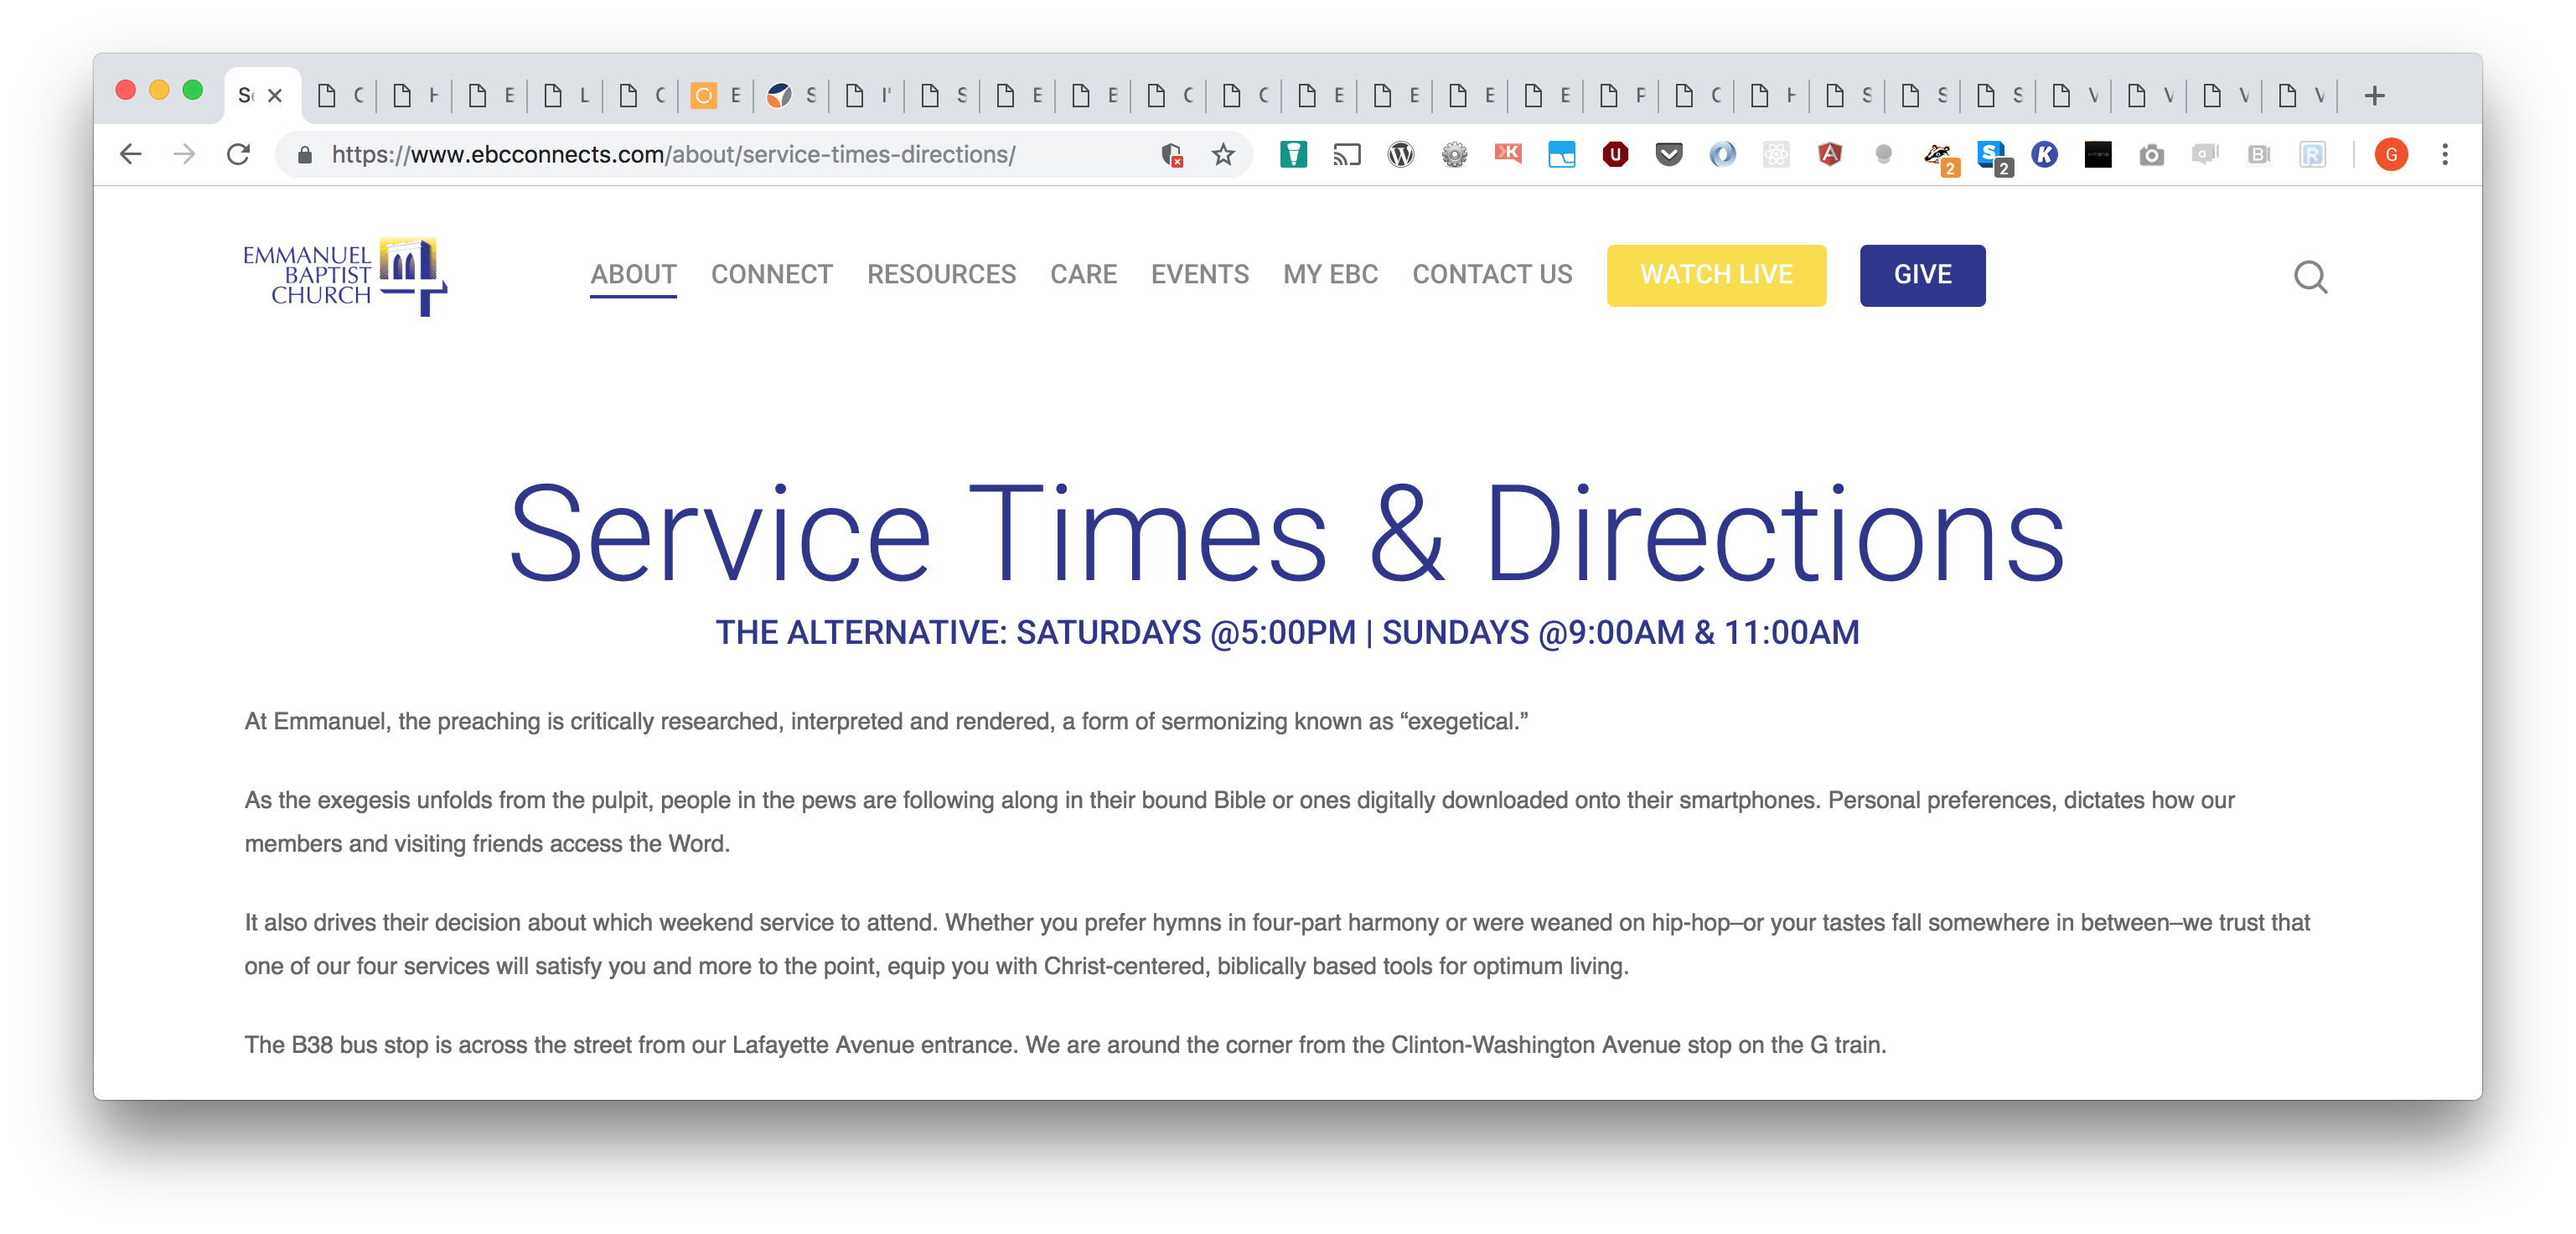 S
C
H
E
L
C
E
S
I'
S
E
B
C
C
E
E
E
E
P
C
H
S
S
S
V
V
V
V
https://www.ebcconnects.com/about/service-times-directions/
2
2
G
EMMANUEL
BAPTIST
CHURCH
ABOUT CONNECT RESOURCES CARE EVENTS MY EBC CONTACT US WATCH LIVE GIVE
Service Times & Directions
THE ALTERNATIVE: SATURDAYS @5:00PM | SUNDAYS @9:00AM & 11:00AM
At Emmanuel, the preaching is critically researched, interpreted and rendered, a form of sermonizing known as “exegetical.”
As the exegesis unfolds from the pulpit, people in the pews are following along in their bound Bible or ones digitally downloaded onto their smartphones. Personal preferences, dictates how our
members and visiting friends access the Word.
It also drives their decision about which weekend service to attend. Whether you prefer hymns in four-part harmony or were weaned on hip-hop–or your tastes fall somewhere in between–we trust that
one of our four services will satisfy you and more to the point, equip you with Christ-centered, biblically based tools for optimum living.
The B38 bus stop is across the street from our Lafayette Avenue entrance. We are around the corner from the Clinton-Washington Avenue stop on the G train.